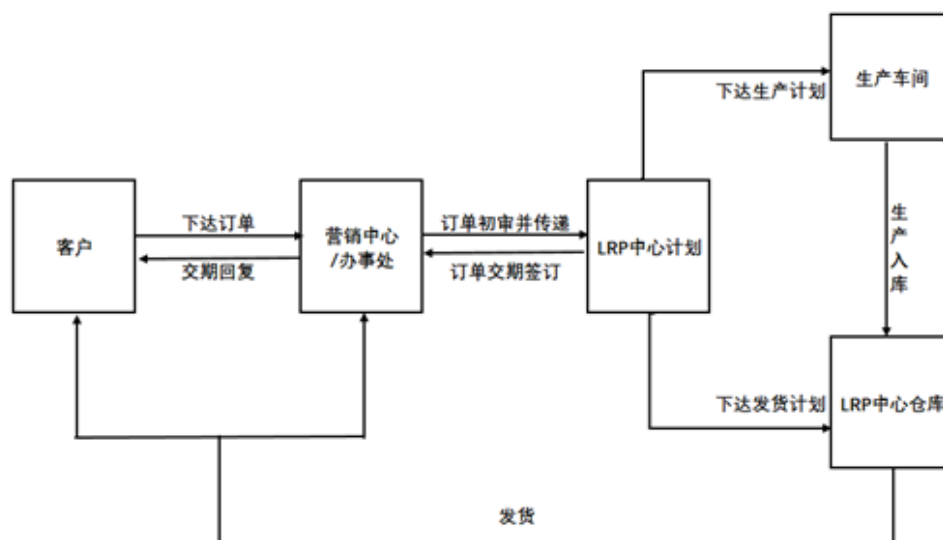 生产车间
下达生产计划
客户
下达订单
交期回复
营销中心
/办事处
订单初审并传递
订单交期签订
LRP中心计划
生产入库
下达发货计划
LRP中心仓库
发货